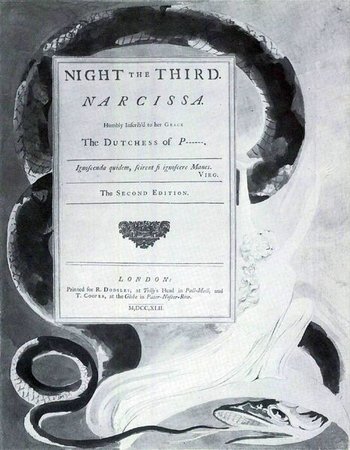 NIGHT THE THIRD.
NARCISSA.
Humbly Inscrib'd to her GRACE
The DUTCHESS of P------.
Ignoscenda quidem, scirent si ignoscere Manes.
VIRG.
The SECOND EDITION.
LONDON:
Printed for R. DODSLEY, at Tully's Head in Pall-Mall, and
T. COOPER, at the Globe in Pater-Noster-Row.
M,DCC,XLII.